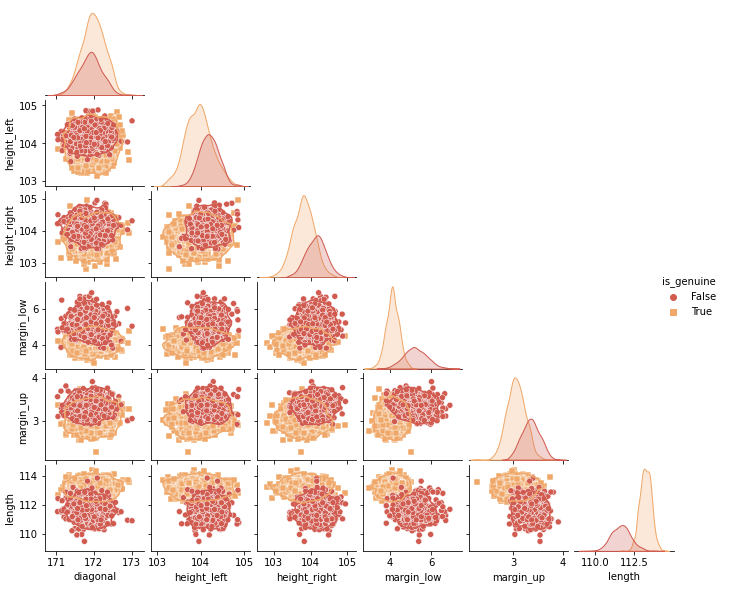 105
height_left
104
103
105
height_right
104
103
is_genuine
False
True
6
margin_low
4
4
margin_up
3
114
length
112
110
171 172 173 103 104 105 103 104 105 4 6 3 4 110.0 112.5
diagonal height_left height_right margin_low margin_up length